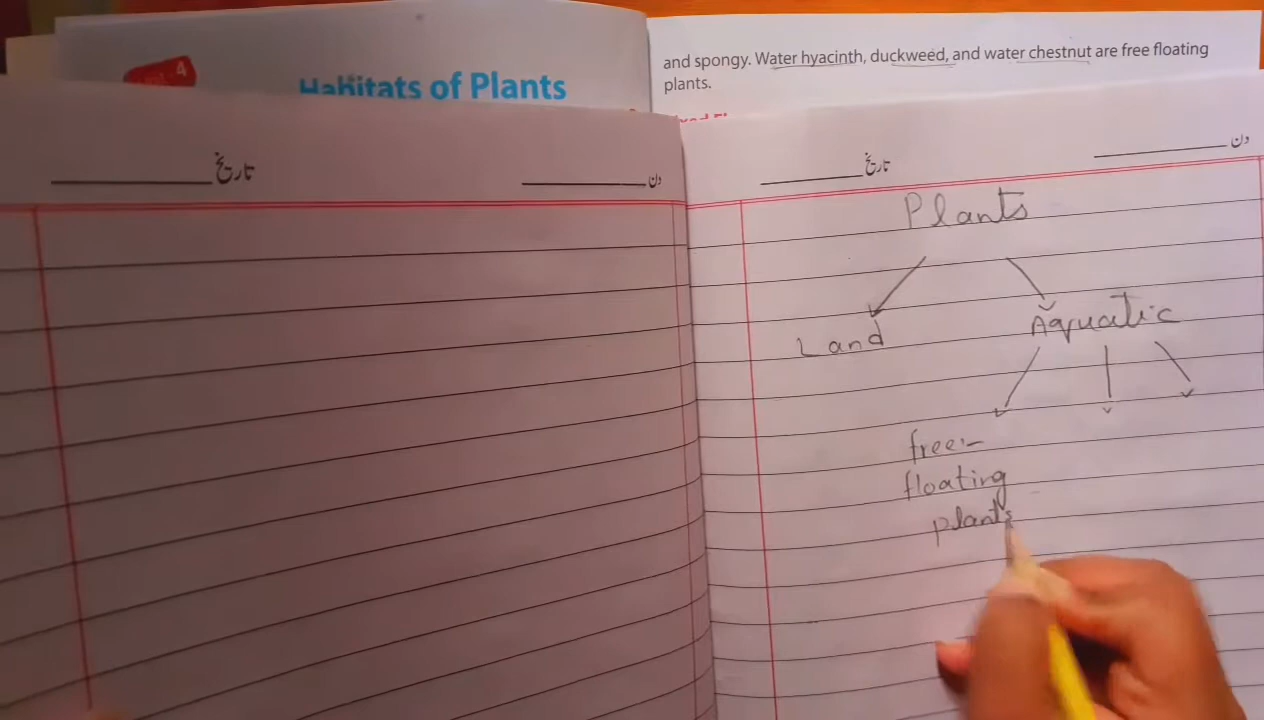 4
Habitats of Plants
and spongy. Water hyacinth, duckweed, and water chestnut are free floating
plants.
تاریخ
دن
تاریخ
دن
Plants
Land
Aquatic
free:-
floating
plants